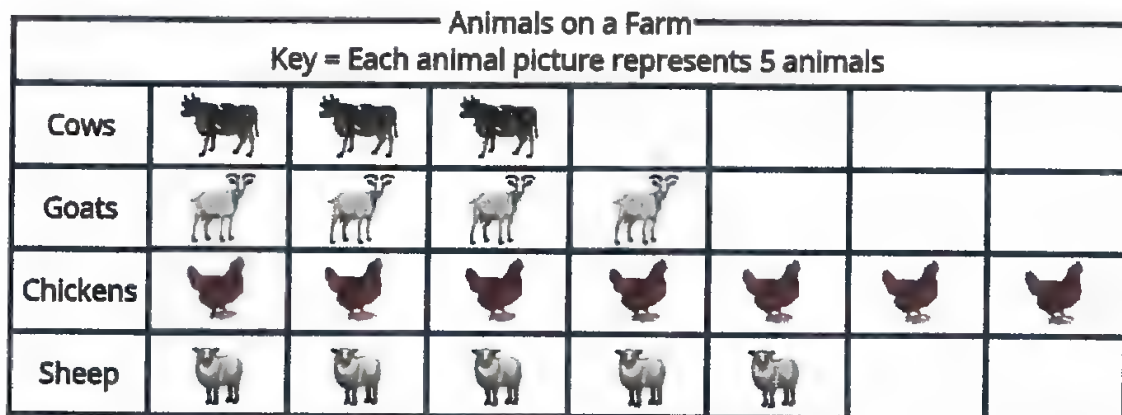 Animals on a Farm
Key = Each animal picture represents 5 animals
Cows
Goats
Chickens
Sheep